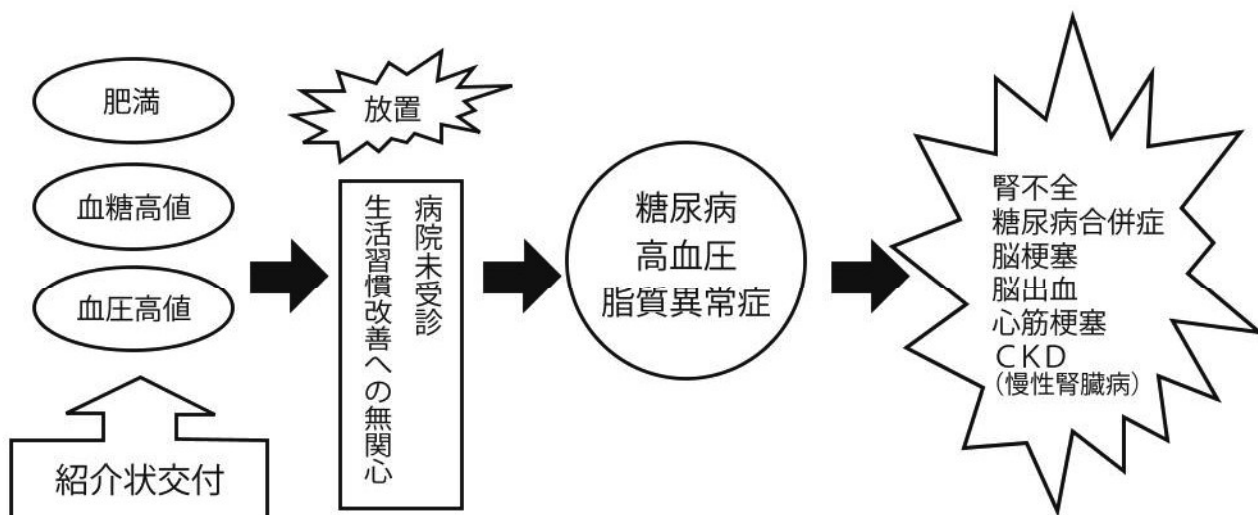 肥満
血糖高値
血圧高値
紹介状交付
放置
病院未受診
生活習慣改善への無関心
糖尿病
高血圧
脂質異常症
腎不全
糖尿病合併症
脳梗塞
脳出血
心筋梗塞
ＣＫＤ
（慢性腎臓病）